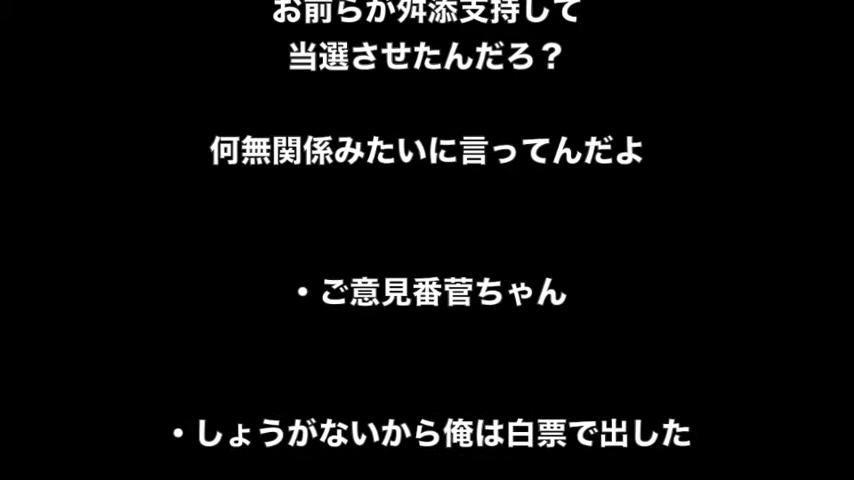 お前らが舛添支持して
当選させたんだろ？
何無関係みたいに言ってんだよ
・ご意見番菅ちゃん
・しょうがないから俺は白票で出した